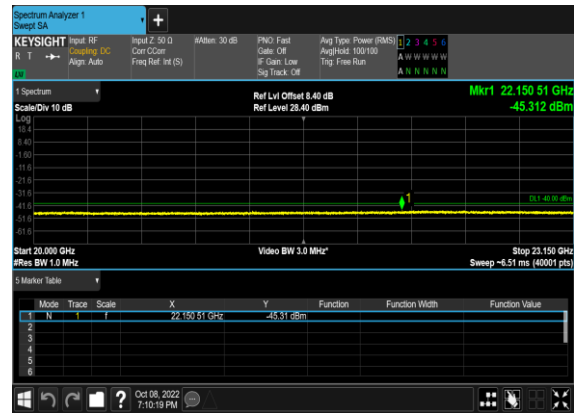 Spectrum Analyzer 1
Swept SA
+
KEYSIGHT Input: RF Input Z: 50 Ω #Atten: 30 dB PNO: Fast Avg Type: Power (RMS) 1 2 3 4 5 6
R T Coupling: DC Corr CCorr Gate: Off Avg|Hold: 100/100 A W W W W W
Align: Auto Freq Ref: Int (S) IF Gain: Low Trig: Free Run
Sig Track: Off A N N N N N
1 Spectrum Ref Lvl Offset 8.40 dB Mkr1 22.150 51 GHz
Scale/Div 10 dB Ref Level 28.40 dBm -45.312 dBm
Log
18.4
8.40
-1.60
-11.6
-21.6
-31.6
1
DL1 -40.00 dBm
-41.6
-51.6
-61.6
Start 20.000 GHz Video BW 3.0 MHz* Stop 23.150 GHz
#Res BW 1.0 MHz Sweep ~6.51 ms (40001 pts)
5 Marker Table
Mode Trace Scale X Y Function Function Width Function Value
1 N 1 f 22.150 51 GHz -45.31 dBm
2
3
4
5
6
? Oct 08, 2022
7:10:19 PM